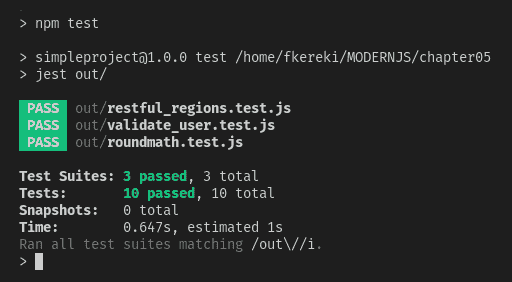 > npm test
> simpleproject@1.0.0 test /home/fkereki/MODERNJS/chapter05
> jest out/
PASS out/restful_regions.test.js
PASS out/validate_user.test.js
PASS out/roundmath.test.js
Test Suites: 3 passed, 3 total
Tests: 10 passed, 10 total
Snapshots: 0 total
Time: 0.647s, estimated 1s
Ran all test suites matching /out\//i.
>